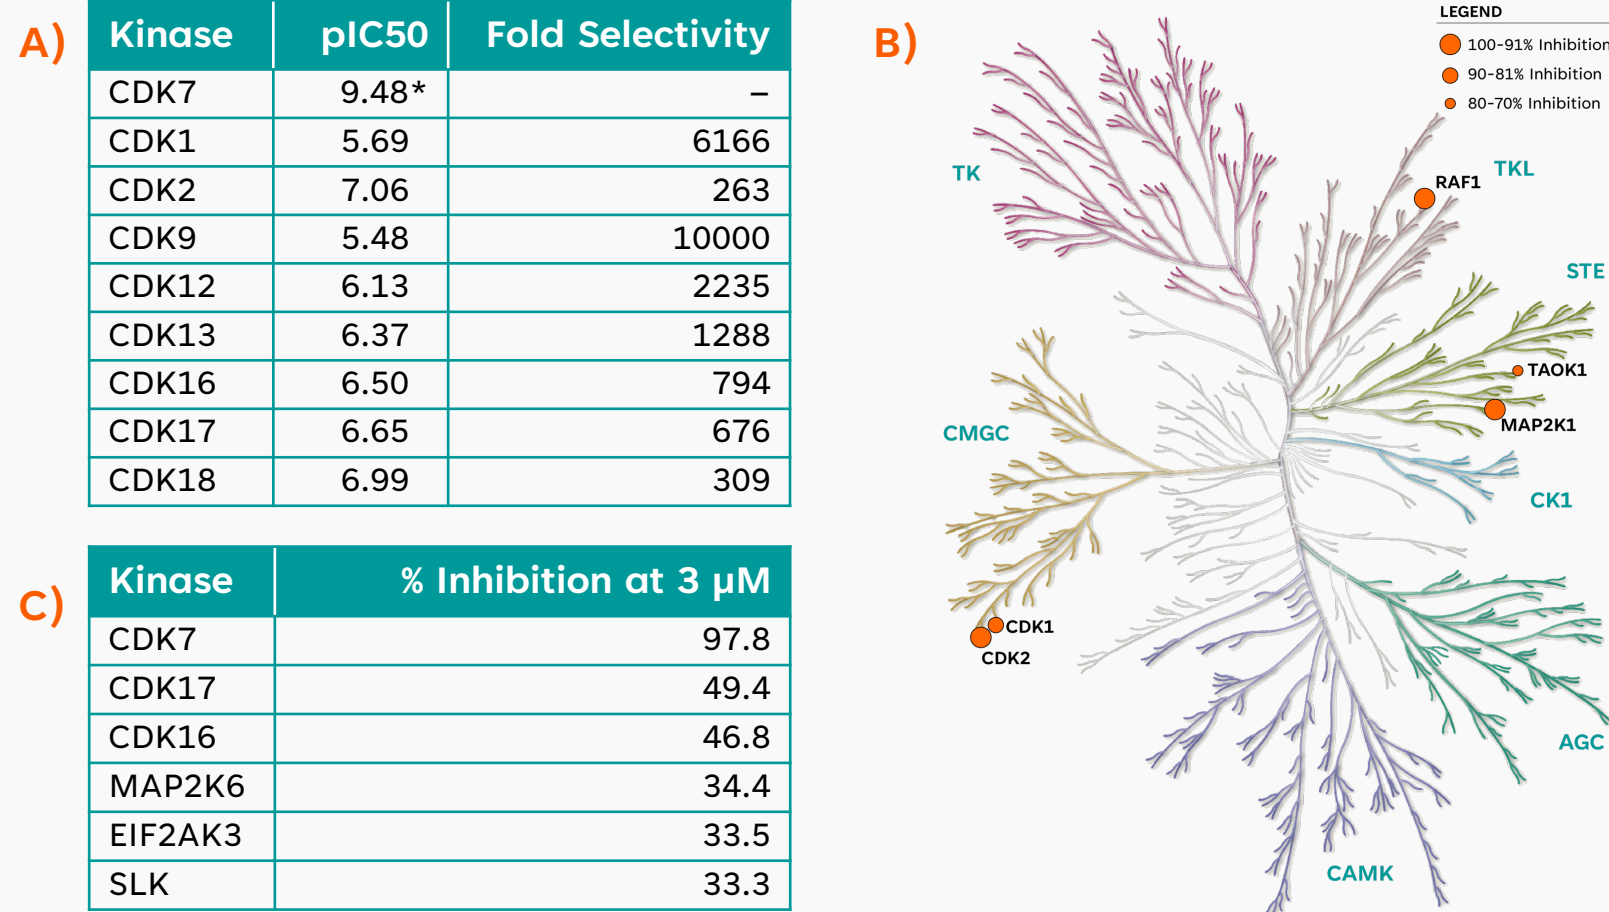 A)
Kinase pIC50 Fold Selectivity
CDK7 9.48* –
CDK1 5.69 6166
CDK2 7.06 263
CDK9 5.48 10000
CDK12 6.13 2235
CDK13 6.37 1288
CDK16 6.50 794
CDK17 6.65 676
CDK18 6.99 309
C)
Kinase % Inhibition at 3 µM
CDK7 97.8
CDK17 49.4
CDK16 46.8
MAP2K6 34.4
EIF2AK3 33.5
SLK 33.3
B)
LEGEND
100-91% Inhibition
90-81% Inhibition
80-70% Inhibition
TK
TKL
RAF1
STE
TAOK1
MAP2K1
CMGC
CK1
CDK1
CDK2
AGC
CAMK